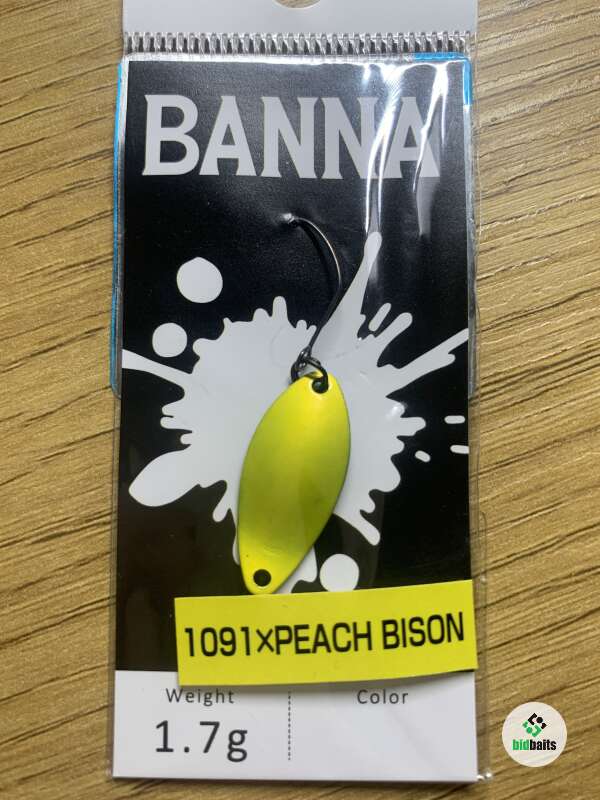 BANNA
1091×PEACH BISON
Weight
Color
1.7g
bidbaits